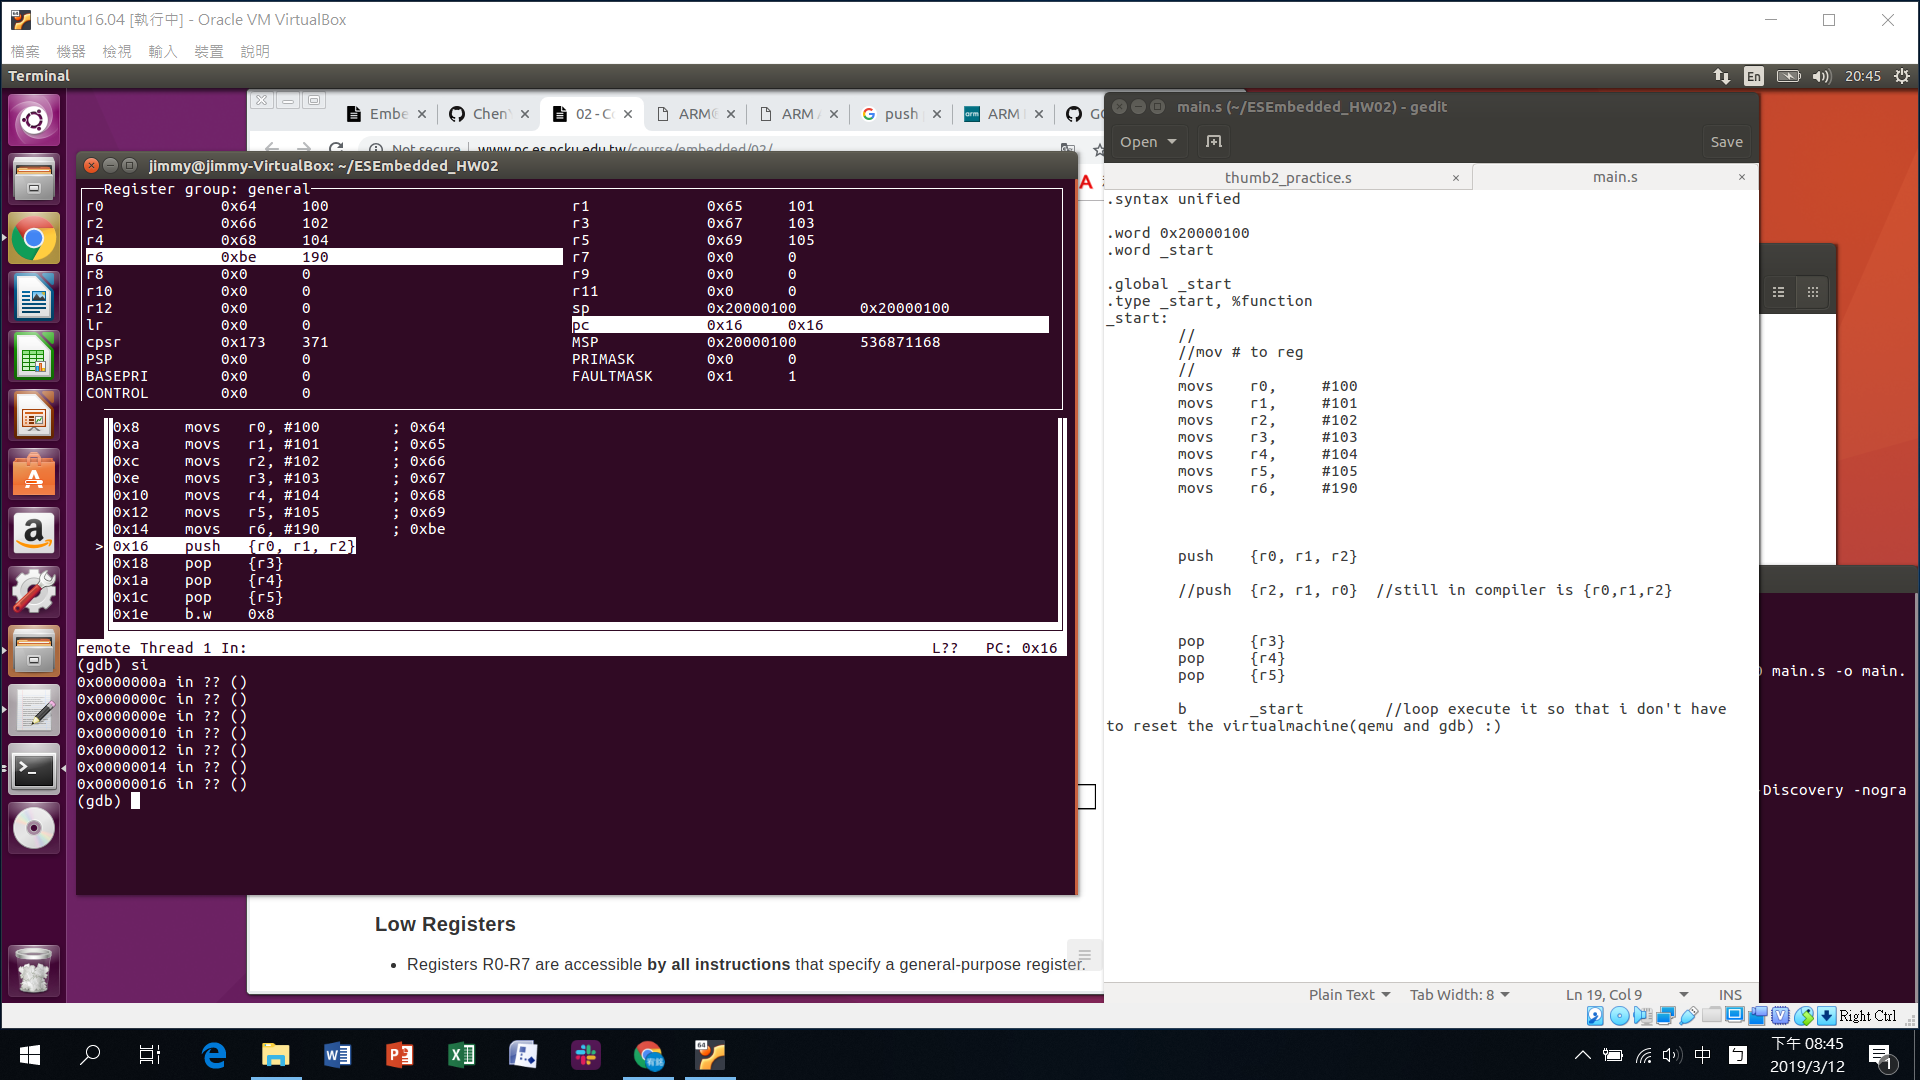 ubuntu16.04 [執行中] - Oracle VM VirtualBox
檔案 機器 檢視 輸入 裝置 說明
Terminal
En 20:45
Embe
ChenY
02 - Co
ARM®
ARM A
push
ARM
GC
Not secure | www.nc.es.ncku.edu.tw/course/embedded/02/
jimmy@jimmy-VirtualBox: ~/ESEmbedded_HW02
Register group: general
r0 0x64 100 r1 0x65 101
r2 0x66 102 r3 0x67 103
r4 0x68 104 r5 0x69 105
r6 0xbe 190 r7 0x0 0
r8 0x0 0 r9 0x0 0
r10 0x0 0 r11 0x0 0
r12 0x0 0 sp 0x20000100 0x20000100
lr 0x0 0 pc 0x16 0x16
cpsr 0x173 371 MSP 0x20000100 536871168
PSP 0x0 0 PRIMASK 0x0 0
BASEPRI 0x0 0 FAULTMASK 0x1 1
CONTROL 0x0 0
0x8 movs r0, #100 ; 0x64
0xa movs r1, #101 ; 0x65
0xc movs r2, #102 ; 0x66
0xe movs r3, #103 ; 0x67
0x10 movs r4, #104 ; 0x68
0x12 movs r5, #105 ; 0x69
0x14 movs r6, #190 ; 0xbe
> 0x16 push {r0, r1, r2}
0x18 pop {r3}
0x1a pop {r4}
0x1c pop {r5}
0x1e b.w 0x8
remote Thread 1 In: L?? PC: 0x16
(gdb) si
0x0000000a in ?? ()
0x0000000c in ?? ()
0x0000000e in ?? ()
0x00000010 in ?? ()
0x00000012 in ?? ()
0x00000014 in ?? ()
0x00000016 in ?? ()
(gdb)
Low Registers
• Registers R0-R7 are accessible by all instructions that specify a general-purpose register.
main.s (~/ESEmbedded_HW02) - gedit
Open Save
thumb2_practice.s × main.s ×
.syntax unified
.word 0x20000100
.word _start
.global _start
.type _start, %function
_start:
//
//mov # to reg
//
movs r0, #100
movs r1, #101
movs r2, #102
movs r3, #103
movs r4, #104
movs r5, #105
movs r6, #190
push {r0, r1, r2}
//push {r2, r1, r0} //still in compiler is {r0,r1,r2}
pop {r3}
pop {r4}
pop {r5}
b _start //loop execute it so that i don't have
to reset the virtualmachine(qemu and gdb) :)
Plain Text Tab Width: 8 Ln 19, Col 9 INS
main.s -o main.
Discovery -nogra
Right Ctrl
中
下午 08:45
2019/3/12
1